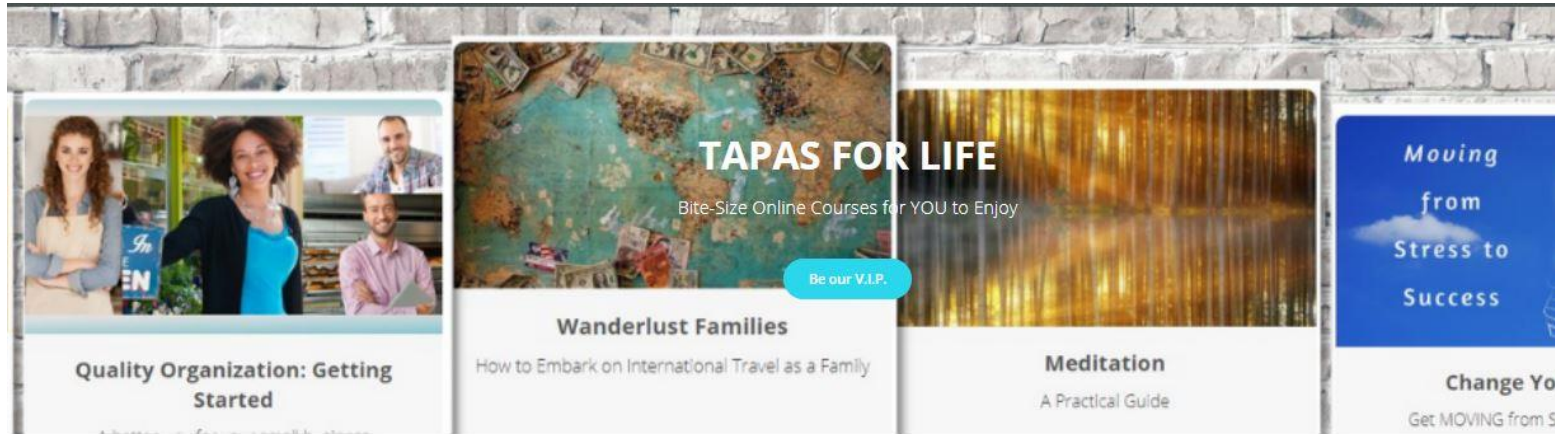 TAPAS FOR LIFE
Bite-Size Online Courses for YOU to Enjoy
Be our V.I.P.
In
EN
Quality Organization: Getting
Started
Wanderlust Families
How to Embark on International Travel as a Family
Meditation
A Practical Guide
Moving
from
Stress to
Success
Change Yo
Get MOVING from S